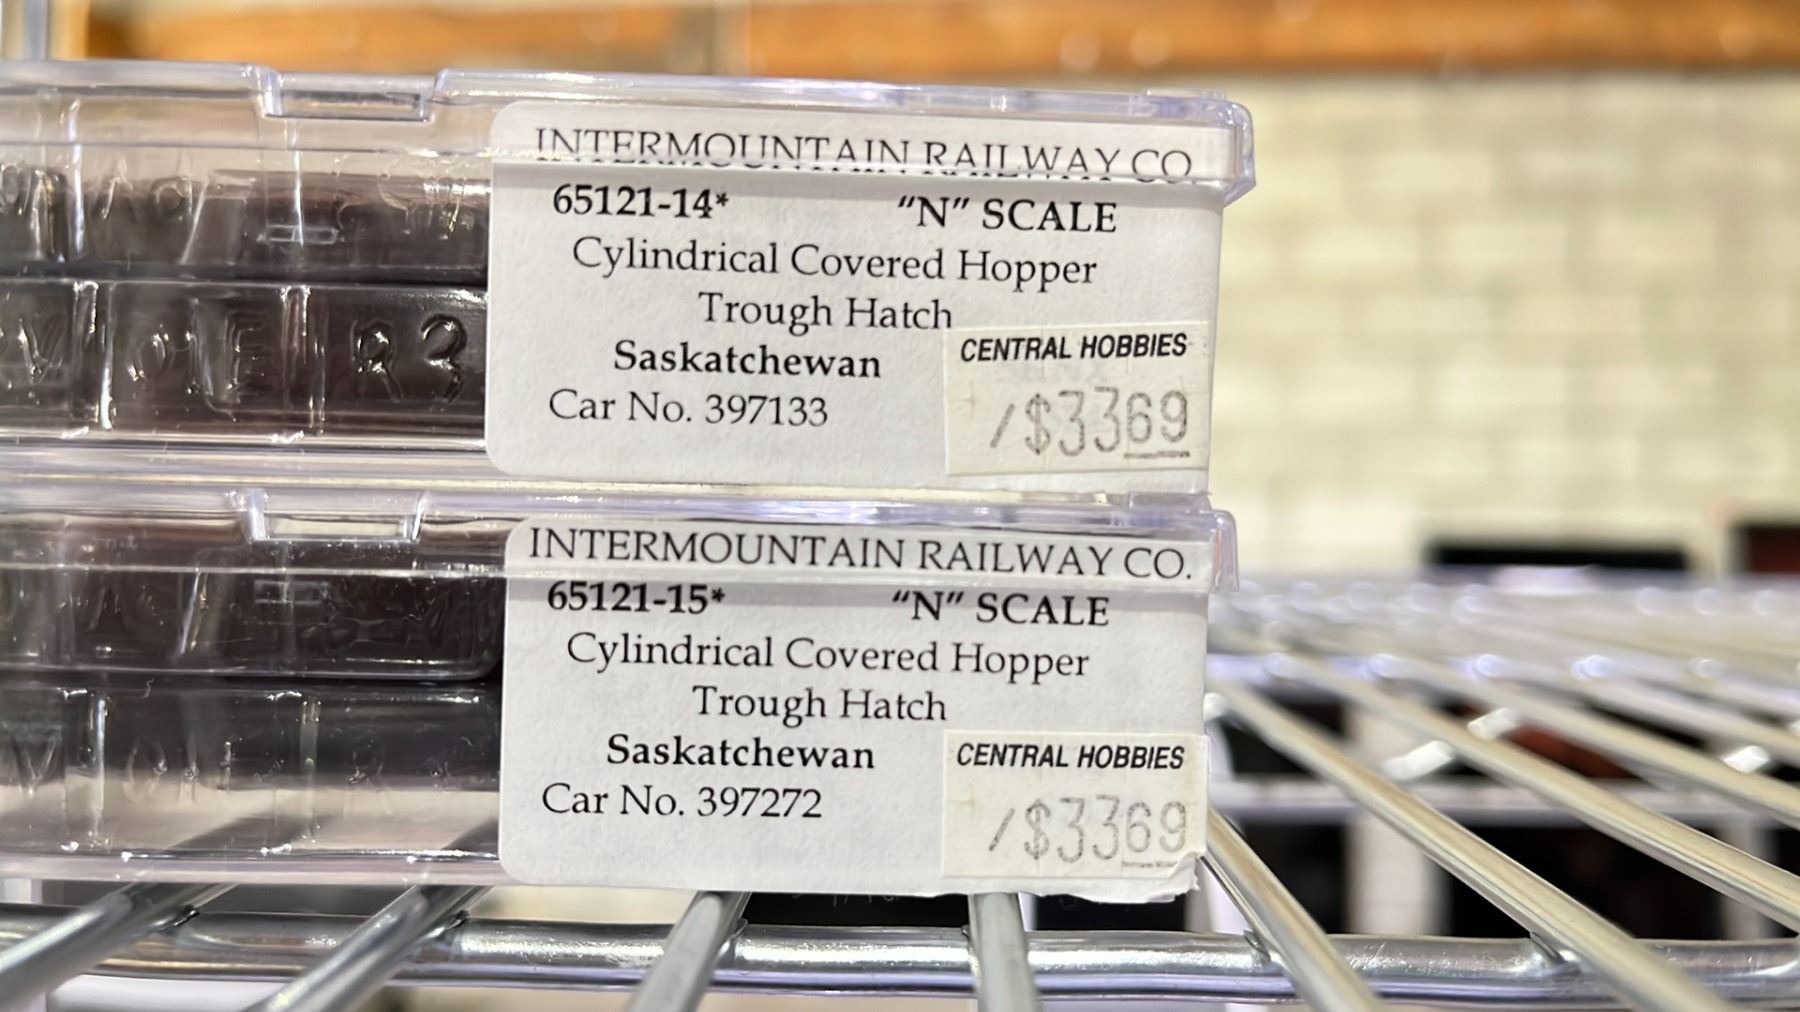 INTERMOUNTAIN RAILWAY CO.
65121-14* “N” SCALE
Cylindrical Covered Hopper
Trough Hatch
Saskatchewan
Car No. 397133
CENTRAL HOBBIES
/$3369
INTERMOUNTAIN RAILWAY CO.
65121-15* “N” SCALE
Cylindrical Covered Hopper
Trough Hatch
Saskatchewan
Car No. 397272
CENTRAL HOBBIES
/$3369